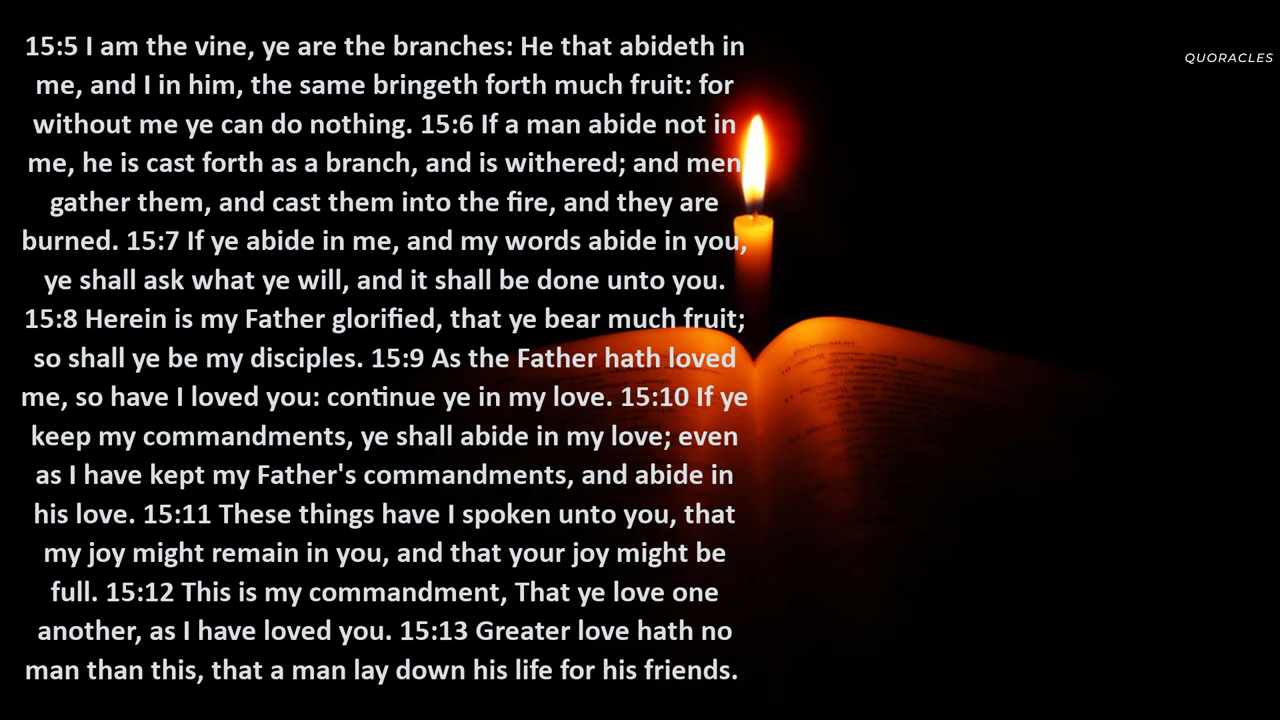 15:5 I am the vine, ye are the branches: He that abideth in
me, and I in him, the same bringeth forth much fruit: for
without me ye can do nothing. 15:6 If a man abide not in
me, he is cast forth as a branch, and is withered; and men
gather them, and cast them into the fire, and they are
burned. 15:7 If ye abide in me, and my words abide in you,
ye shall ask what ye will, and it shall be done unto you.
15:8 Herein is my Father glorified, that ye bear much fruit;
so shall ye be my disciples. 15:9 As the Father hath loved
me, so have I loved you: continue ye in my love. 15:10 If ye
keep my commandments, ye shall abide in my love; even
as I have kept my Father's commandments, and abide in
his love. 15:11 These things have I spoken unto you, that
my joy might remain in you, and that your joy might be
full. 15:12 This is my commandment, That ye love one
another, as I have loved you. 15:13 Greater love hath no
man than this, that a man lay down his life for his friends.
QUORACLES